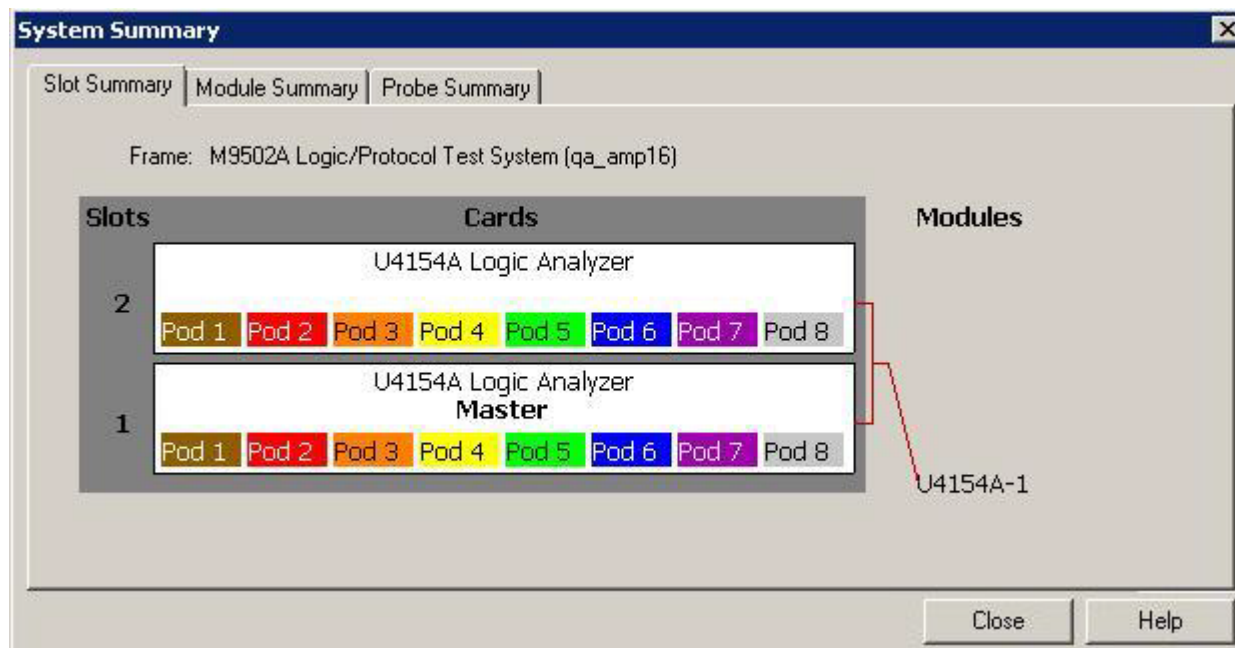 System Summary
Slot Summary Module Summary Probe Summary
Frame: M9502A Logic/Protocol Test System (qa_amp16)
Slots Cards Modules
U4154A Logic Analyzer
2
Pod 1 Pod 2 Pod 3 Pod 4 Pod 5 Pod 6 Pod 7 Pod 8
U4154A Logic Analyzer
Master
1
Pod 1 Pod 2 Pod 3 Pod 4 Pod 5 Pod 6 Pod 7 Pod 8
U4154A-1
Close Help